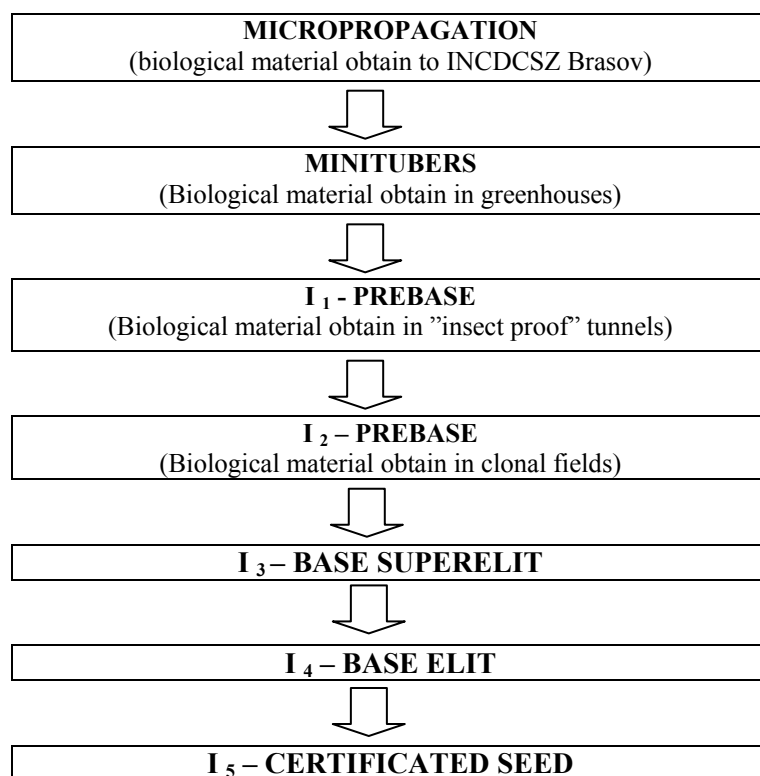 MICROPROPAGATION
(biological material obtain to INCDCSZ Brasov)
MINITUBERS
(Biological material obtain in greenhouses)
I 1 - PREBASE
(Biological material obtain in ”insect proof” tunnels)
I 2 – PREBASE
(Biological material obtain in clonal fields)
I 3 – BASE SUPERELIT
I 4 – BASE ELIT
I 5 – CERTIFICATED SEED